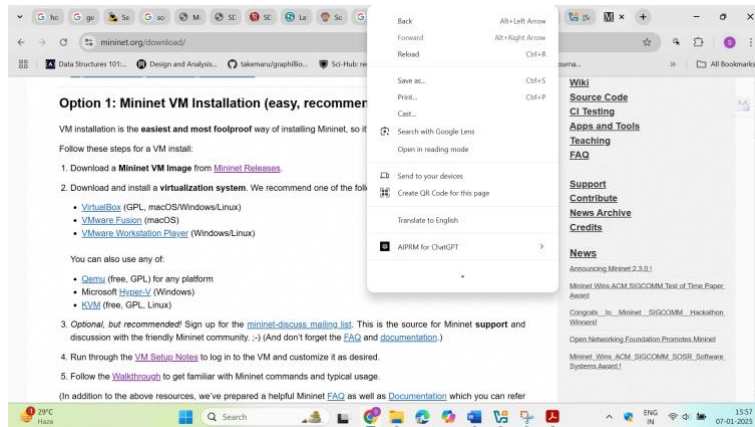 G ho
G ge
Se
G so
M
SD
SD
La
Sc
G
[S
M
mininet.org/download/
Data Structures 101:...
Design and Analysis...
takemaru/graphillio...
Sci-Hub: re
ourna...
All Bookmarks
Back Alt+Left Arrow
Forward Alt+Right Arrow
Reload Ctrl+R
Save as... Ctrl+S
Print... Ctrl+P
Cast...
Search with Google Lens
Open in reading mode
Send to your devices
Create QR Code for this page
Translate to English
AIPRM for ChatGPT
Option 1: Mininet VM Installation (easy, recommen
VM installation is the easiest and most foolproof way of installing Mininet, so it
Follow these steps for a VM install:
1. Download a Mininet VM Image from Mininet Releases.
2. Download and install a virtualization system. We recommend one of the foll
• VirtualBox (GPL, macOS/Windows/Linux)
• VMware Fusion (macOS)
• VMware Workstation Player (Windows/Linux)
You can also use any of:
• Qemu (free, GPL) for any platform
• Microsoft Hyper-V (Windows)
• KVM (free, GPL, Linux)
3. Optional, but recommended! Sign up for the mininet-discuss mailing list. This is the source for Mininet support and
discussion with the friendly Mininet community. ;-) (And don't forget the FAQ and documentation.)
4. Run through the VM Setup Notes to log in to the VM and customize it as desired.
5. Follow the Walkthrough to get familiar with Mininet commands and typical usage.
(In addition to the above resources, we've prepared a helpful Mininet FAQ as well as Documentation which you can refer
Wiki
Source Code
CI Testing
Apps and Tools
Teaching
FAQ
Support
Contribute
News Archive
Credits
News
Announcing Mininet 2.3.0 !
Mininet Wins ACM SIGCOMM Test of Time Paper
Award!
Congrats to Mininet SIGCOMM Hackathon
Winners!
Open Networking Foundation Promotes Mininet
Mininet Wins ACM SIGCOMM SOSR Software
Systems Award !
29°C
Haze
Search
ENG
IN
15:57
07-01-2025